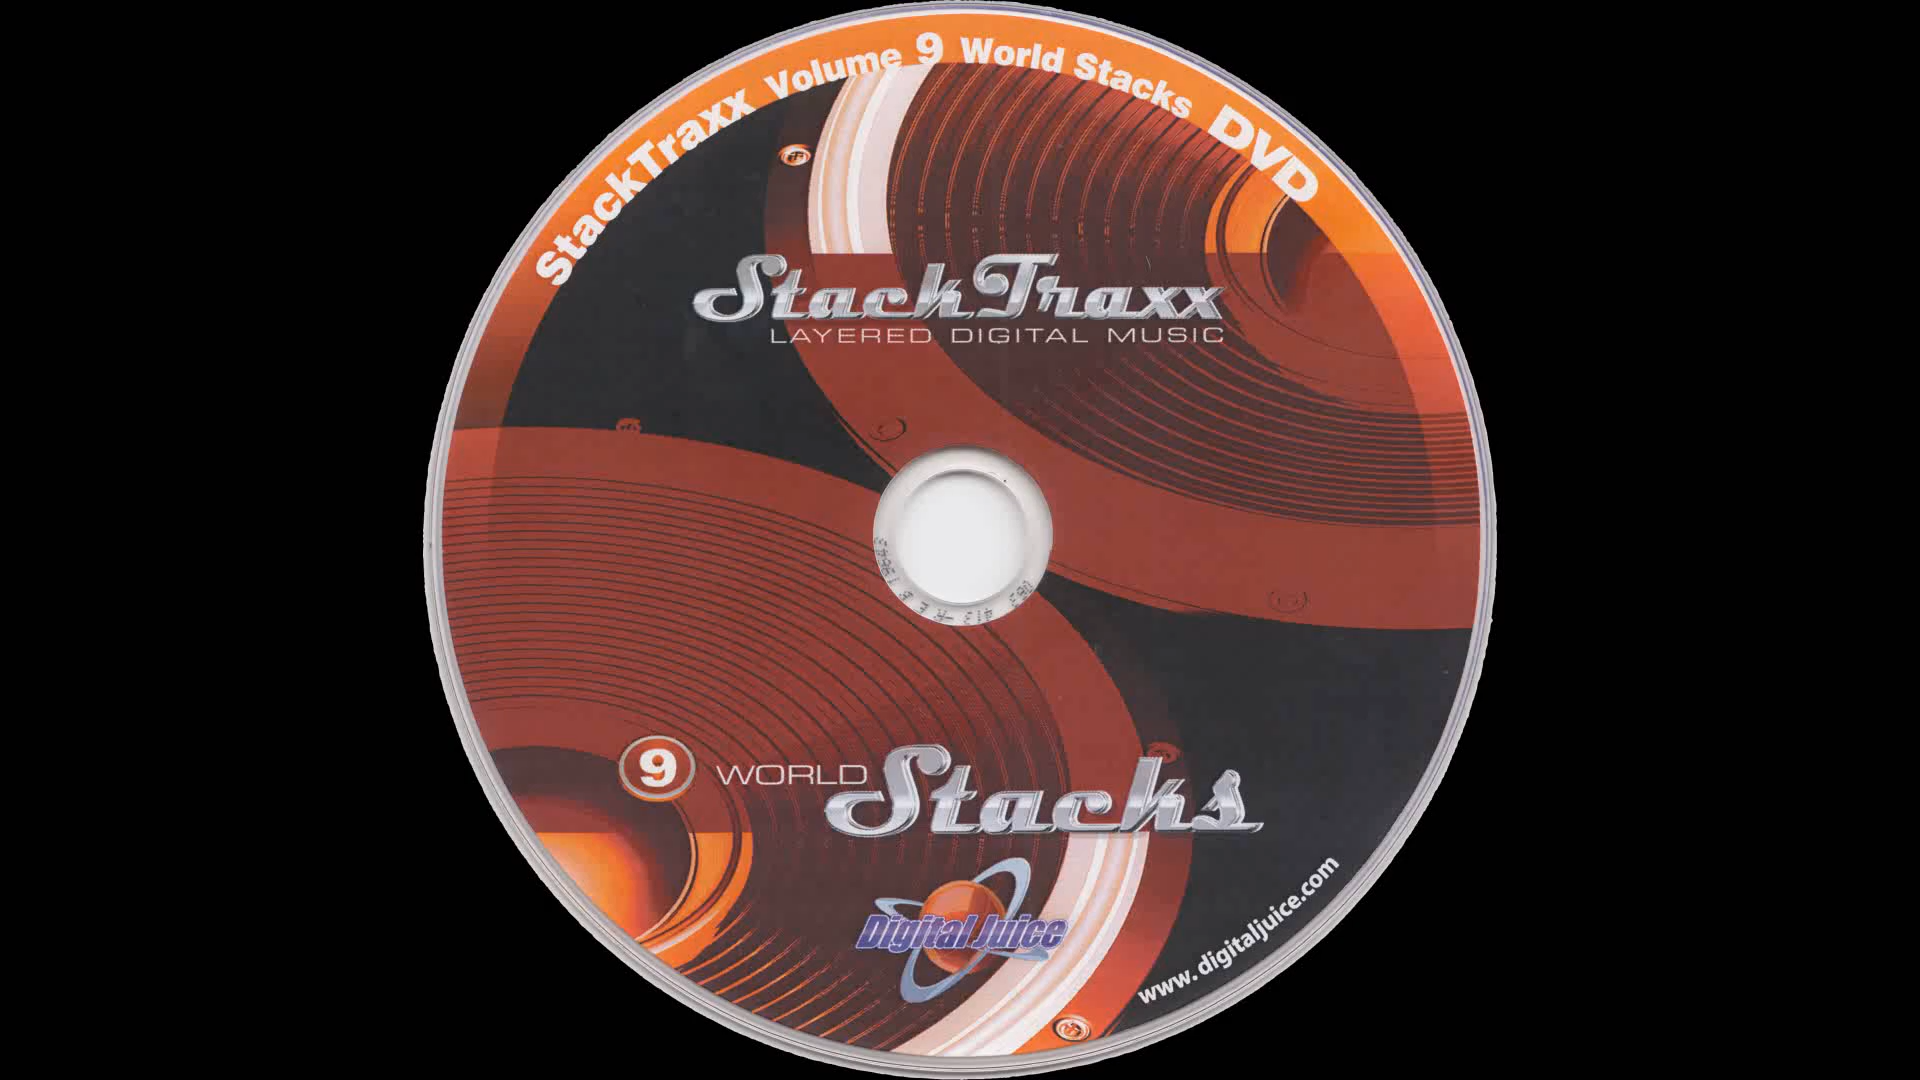 StackTraxx Volume 9 World Stacks DVD
StackTraxx
LAYERED DIGITAL MUSIC
9
WORLD Stacks
Digital Juice
www.digitaljuice.com